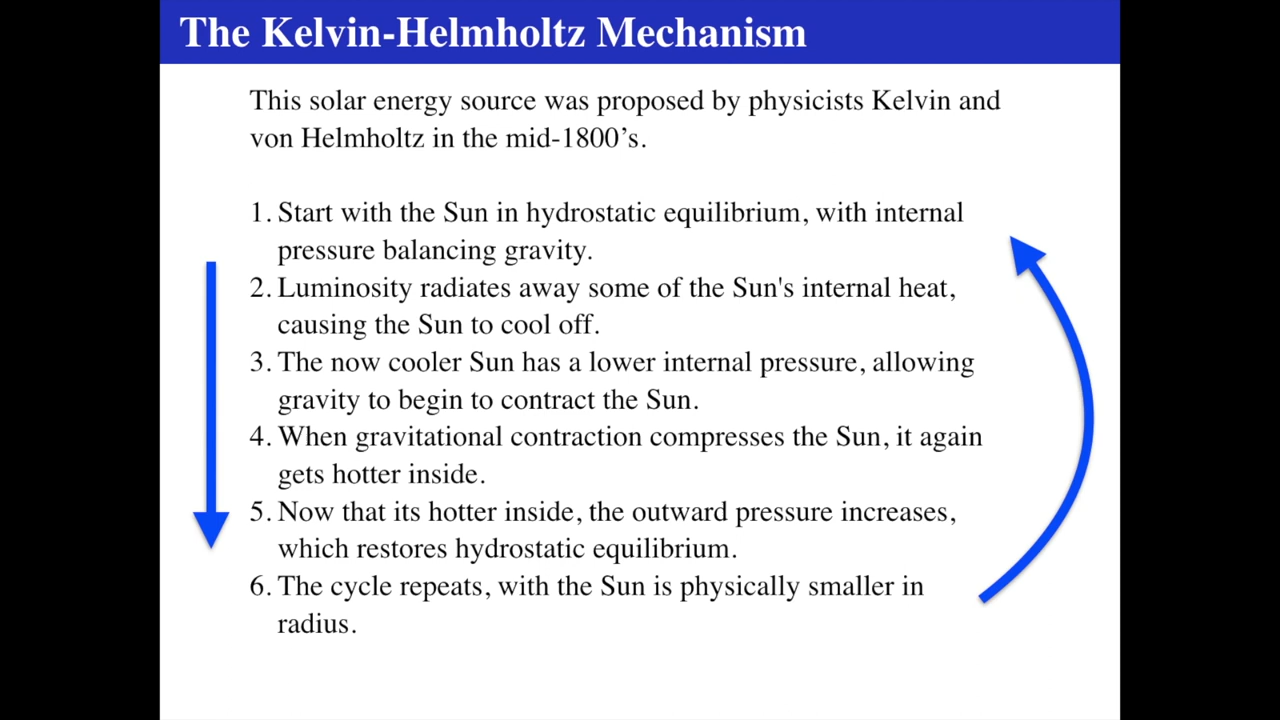 The Kelvin-Helmholtz Mechanism
This solar energy source was proposed by physicists Kelvin and
von Helmholtz in the mid-1800’s.
1. Start with the Sun in hydrostatic equilibrium, with internal
pressure balancing gravity.
2. Luminosity radiates away some of the Sun's internal heat,
causing the Sun to cool off.
3. The now cooler Sun has a lower internal pressure, allowing
gravity to begin to contract the Sun.
4. When gravitational contraction compresses the Sun, it again
gets hotter inside.
5. Now that its hotter inside, the outward pressure increases,
which restores hydrostatic equilibrium.
6. The cycle repeats, with the Sun is physically smaller in
radius.